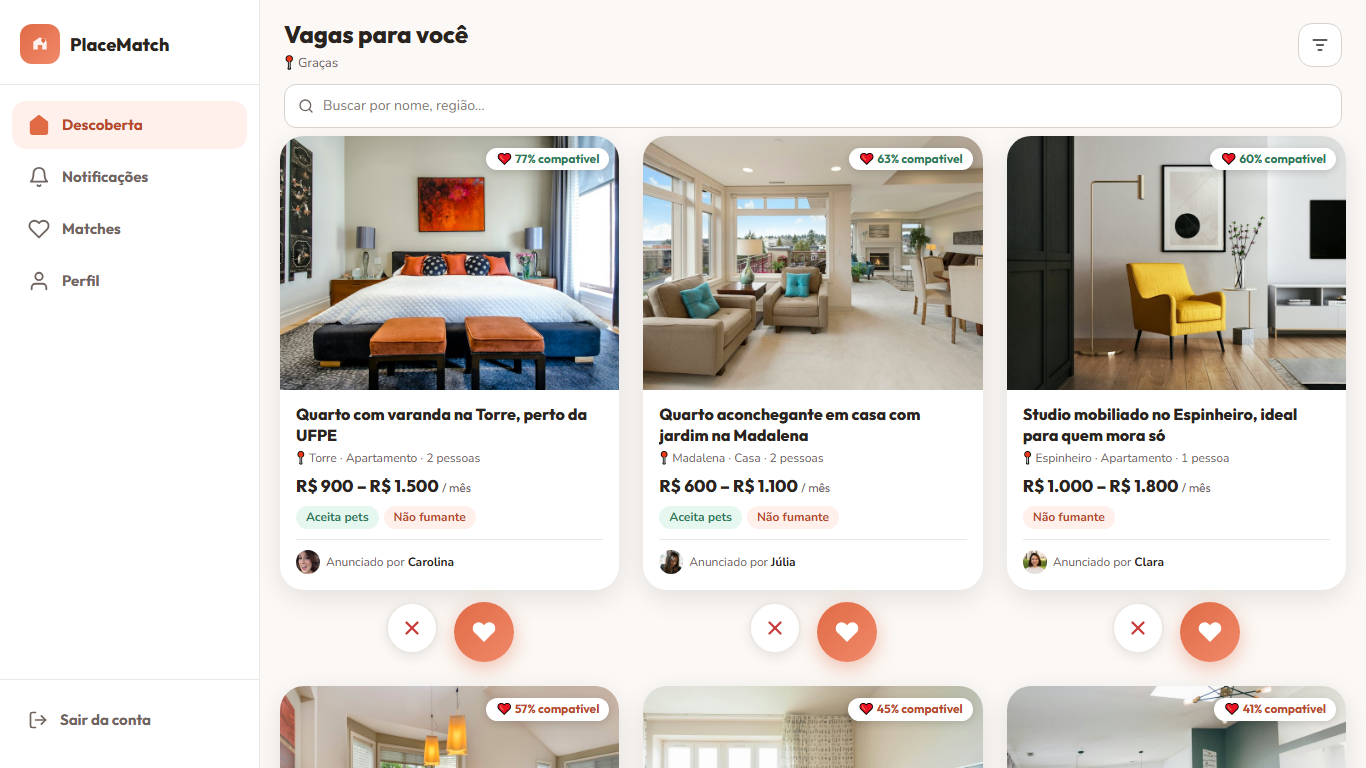 PlaceMatch
Descoberta
Notificações
Matches
Perfil
Sair da conta
Vagas para você
Graças
Buscar por nome, região...
77% compatível
63% compatível
60% compatível
Quarto com varanda na Torre, perto da
UFPE
Torre · Apartamento · 2 pessoas
R$ 900 – R$ 1.500 / mês
Aceita pets Não fumante
Anunciado por Carolina
Quarto aconchegante em casa com
jardim na Madalena
Madalena · Casa · 2 pessoas
R$ 600 – R$ 1.100 / mês
Aceita pets Não fumante
Anunciado por Júlia
Studio mobiliado no Espinheiro, ideal
para quem mora só
Espinheiro · Apartamento · 1 pessoa
R$ 1.000 – R$ 1.800 / mês
Não fumante
Anunciado por Clara
57% compatível
45% compatível
41% compatível